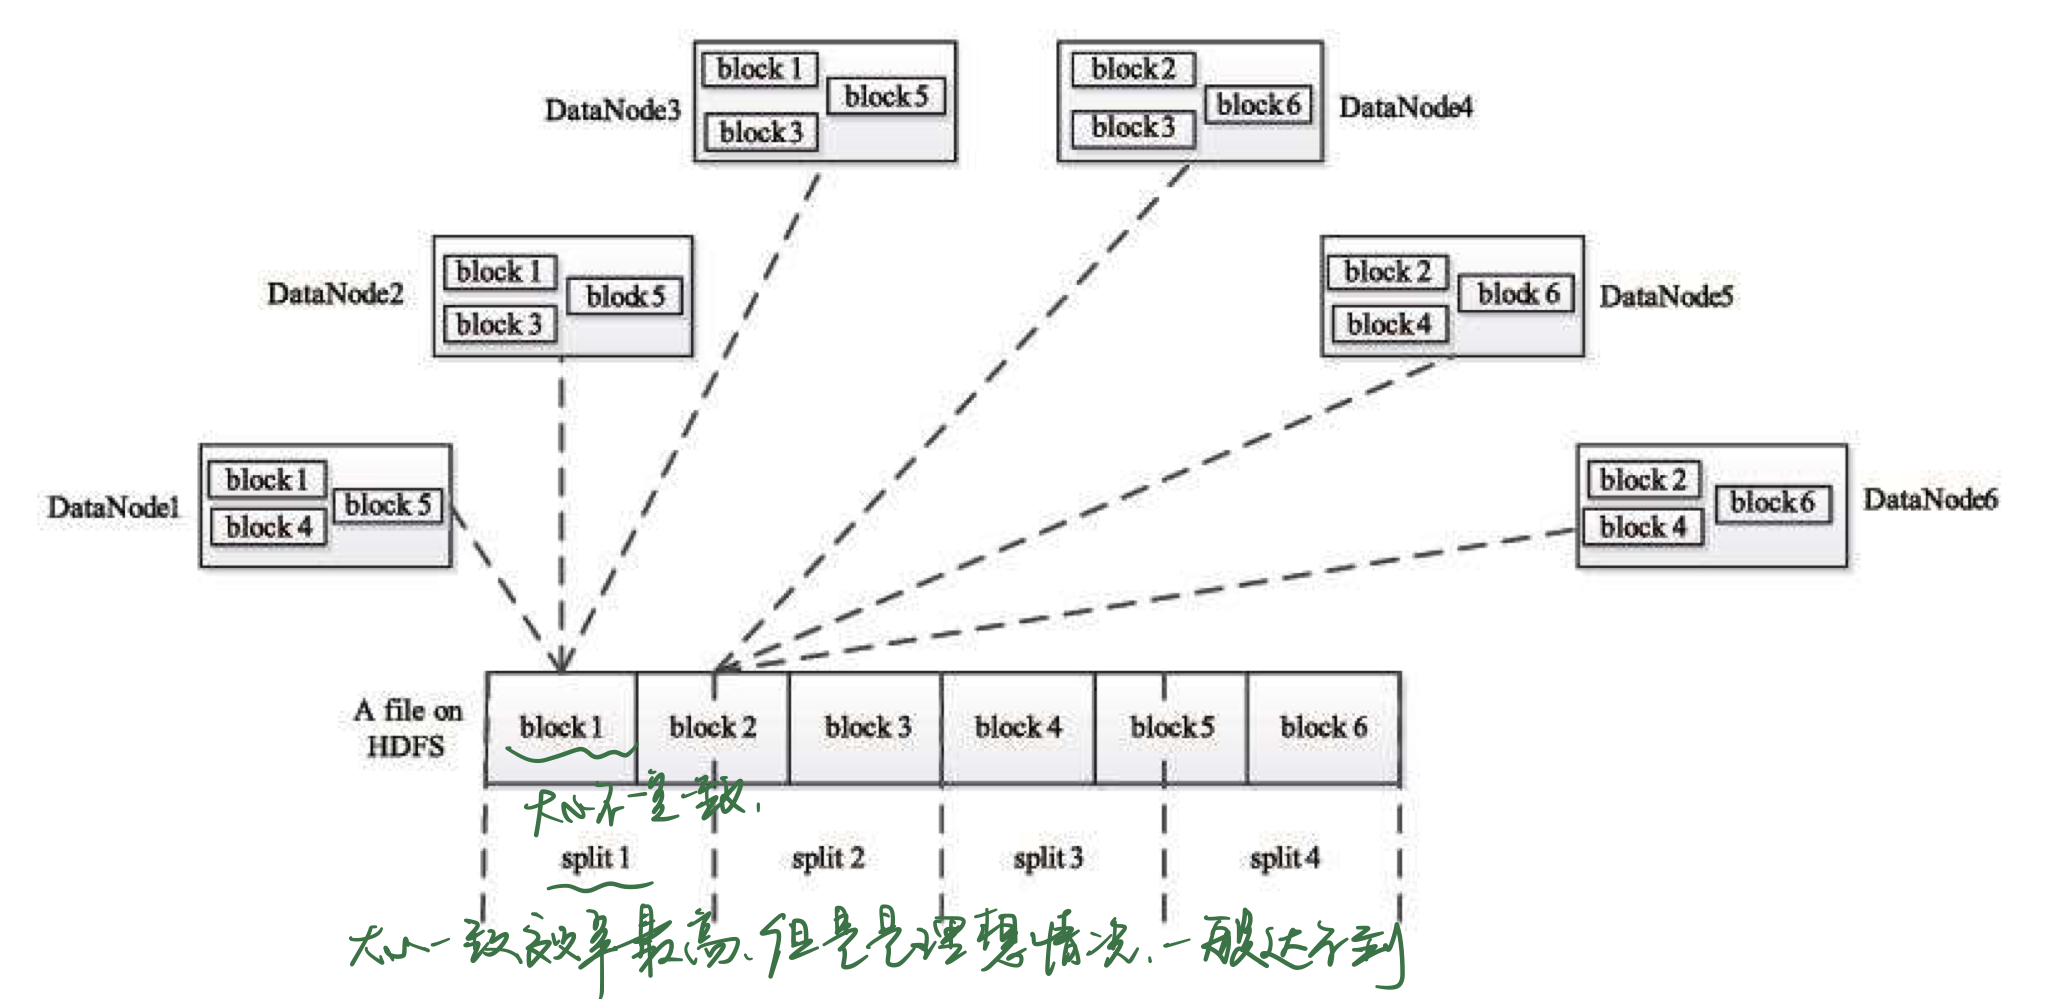 block 1
block 5
block 3
DataNode3
block 2
block 6
block 3
DataNode4
DataNode2
block 1
block 5
block 3
block 2
block 6
block 4
DataNode5
DataNode1
block 1
block 5
block 4
block 2
block 6
block 4
DataNode6
A file on
HDFS
block 1
block 2
block 3
block 4
block 5
block 6
大小不一定一致.
split 1
split 2
split 3
split 4
大小一致效率最高、但是是理想情况、一般达不到